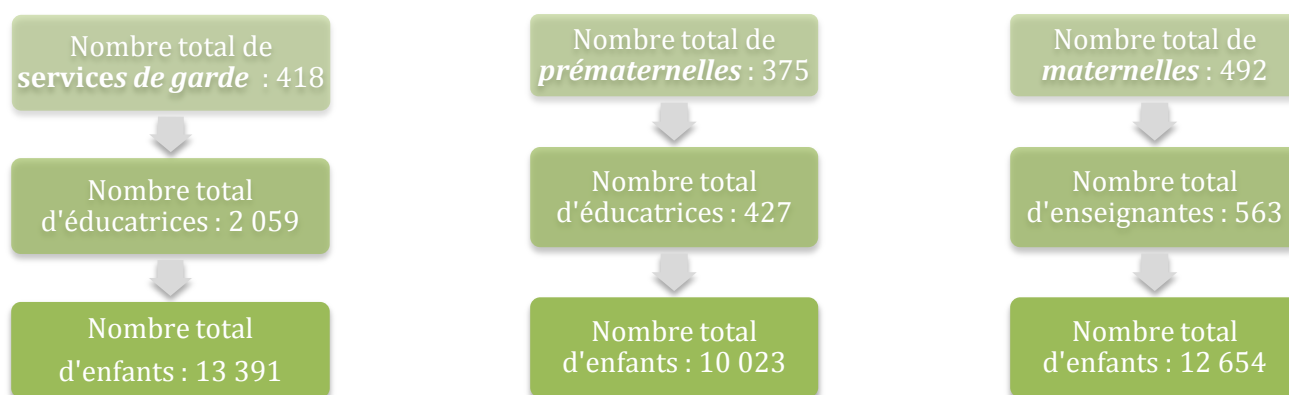 Nombre total de
services de garde : 418
Nombre total
d'éducatrices : 2 059
Nombre total
d'enfants : 13 391
Nombre total de
prématernelles : 375
Nombre total
d'éducatrices : 427
Nombre total
d'enfants : 10 023
Nombre total de
maternelles : 492
Nombre total
d'enseignantes : 563
Nombre total
d'enfants : 12 654